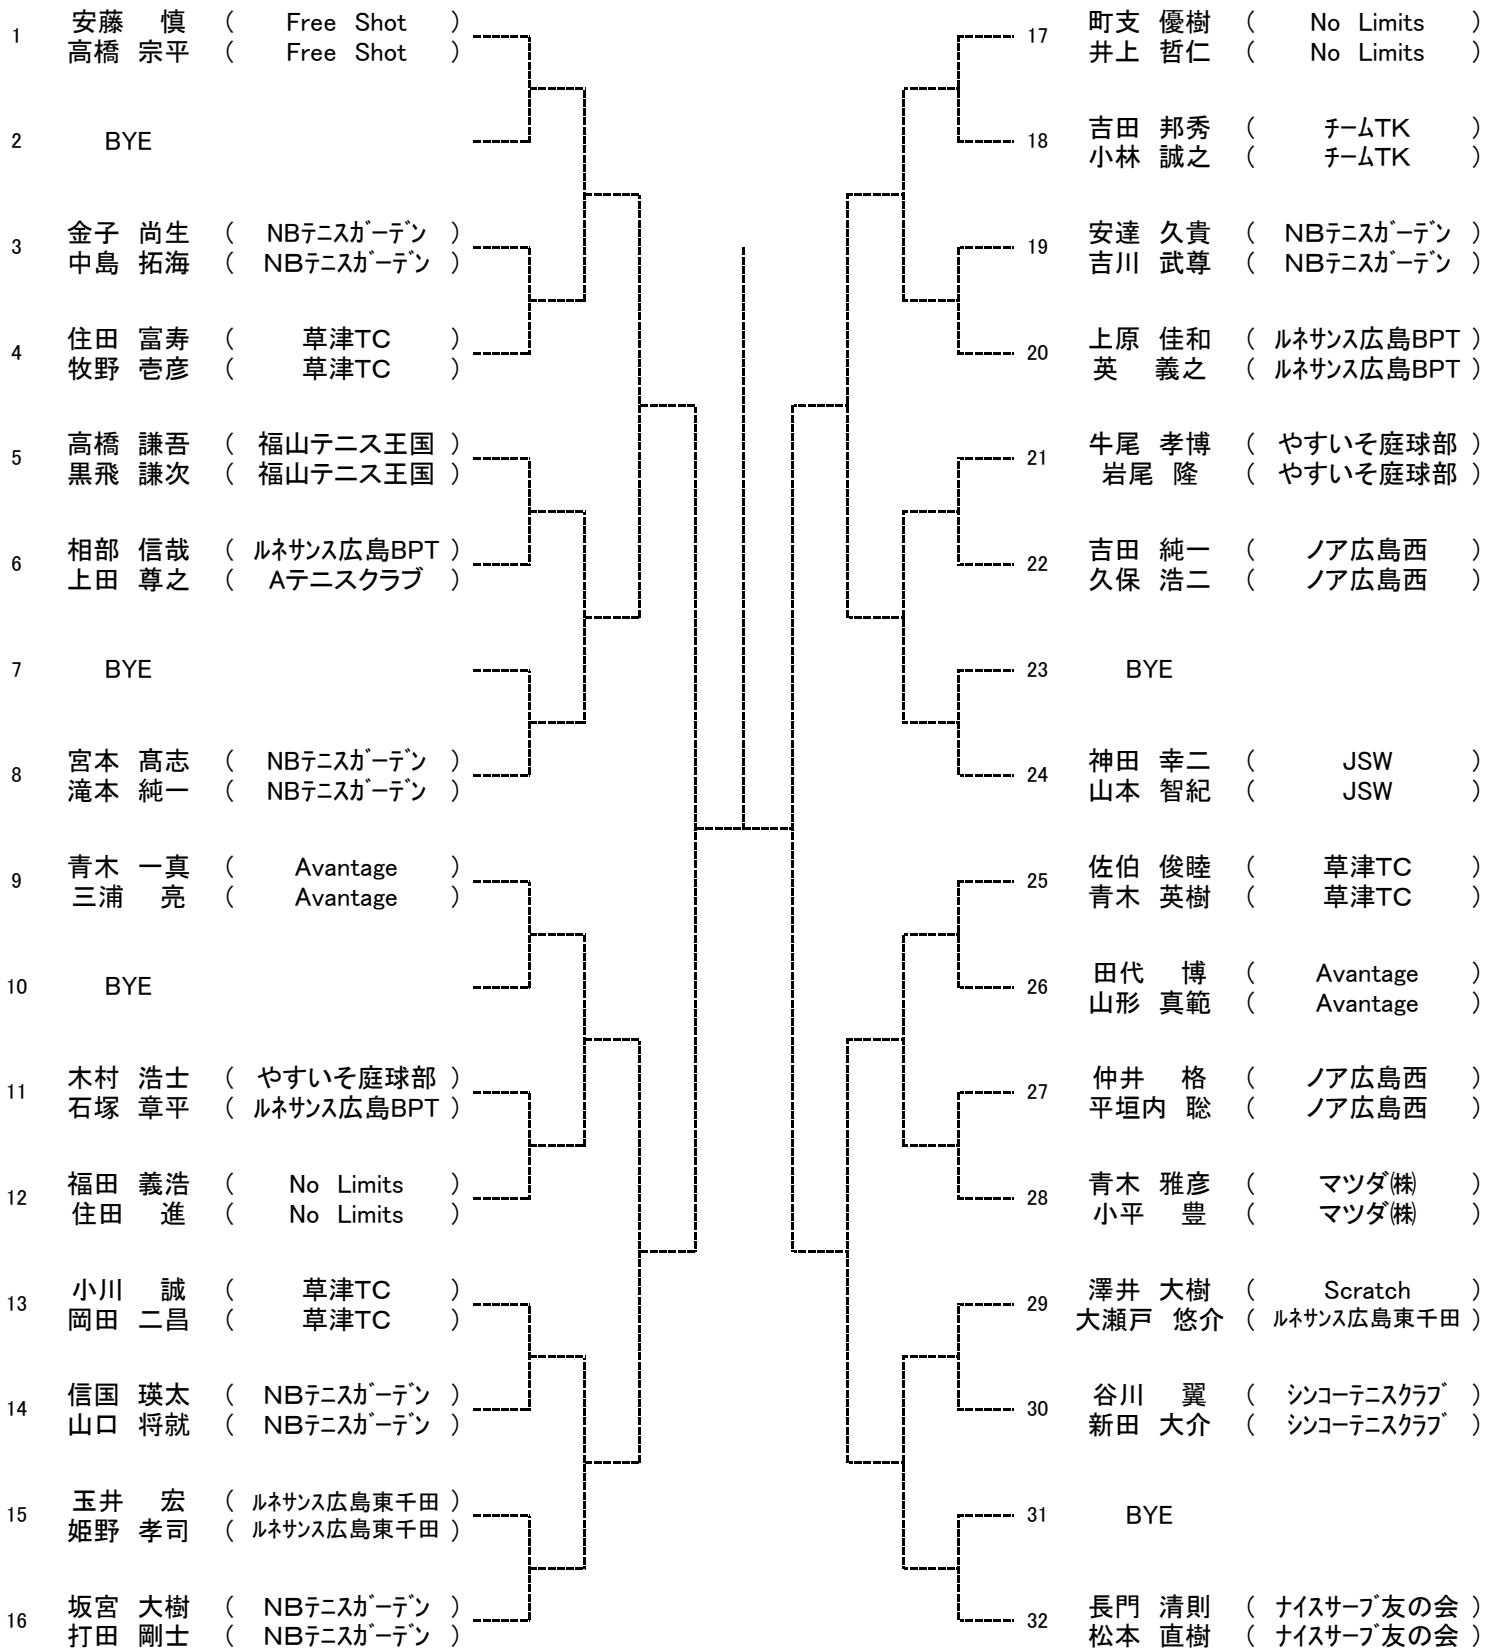 1 安藤 慎 ( Free Shot )
高橋 宗平 ( Free Shot )
2 BYE
3 金子 尚生 ( NBﾃﾆｽｶﾞｰﾃﾞﾝ )
中島 拓海 ( NBﾃﾆｽｶﾞｰﾃﾞﾝ )
4 住田 富寿 ( 草津TC )
牧野 壱彦 ( 草津TC )
5 高橋 謙吾 ( 福山テニス王国 )
黒飛 謙次 ( 福山テニス王国 )
6 相部 信哉 ( ﾙﾈｻﾝｽ広島BPT )
上田 尊之 ( Aテニスクラブ )
7 BYE
8 宮本 髙志 ( NBﾃﾆｽｶﾞｰﾃﾞﾝ )
滝本 純一 ( NBﾃﾆｽｶﾞｰﾃﾞﾝ )
9 青木 一真 ( Avantage )
三浦 亮 ( Avantage )
10 BYE
11 木村 浩士 ( やすいそ庭球部 )
石塚 章平 ( ﾙﾈｻﾝｽ広島BPT )
12 福田 義浩 ( No Limits )
住田 進 ( No Limits )
13 小川 誠 ( 草津TC )
岡田 二昌 ( 草津TC )
14 信国 瑛太 ( NBﾃﾆｽｶﾞｰﾃﾞﾝ )
山口 将就 ( NBﾃﾆｽｶﾞｰﾃﾞﾝ )
15 玉井 宏 ( ﾙﾈｻﾝｽ広島東千田 )
姫野 孝司 ( ﾙﾈｻﾝｽ広島東千田 )
16 坂宮 大樹 ( NBﾃﾆｽｶﾞｰﾃﾞﾝ )
打田 剛士 ( NBﾃﾆｽｶﾞｰﾃﾞﾝ )
17 町支 優樹 ( No Limits )
井上 哲仁 ( No Limits )
18 吉田 邦秀 ( ﾁｰﾑTK )
小林 誠之 ( ﾁｰﾑTK )
19 安達 久貴 ( NBﾃﾆｽｶﾞｰﾃﾞﾝ )
吉川 武尊 ( NBﾃﾆｽｶﾞｰﾃﾞﾝ )
20 上原 佳和 ( ﾙﾈｻﾝｽ広島BPT )
英 義之 ( ﾙﾈｻﾝｽ広島BPT )
21 牛尾 孝博 ( やすいそ庭球部 )
岩尾 隆 ( やすいそ庭球部 )
22 吉田 純一 ( ノア広島西 )
久保 浩二 ( ノア広島西 )
23 BYE
24 神田 幸二 ( JSW )
山本 智紀 ( JSW )
25 佐伯 俊睦 ( 草津TC )
青木 英樹 ( 草津TC )
26 田代 博 ( Avantage )
山形 真範 ( Avantage )
27 仲井 格 ( ノア広島西 )
平垣内 聡 ( ノア広島西 )
28 青木 雅彦 ( マツダ㈱ )
小平 豊 ( マツダ㈱ )
29 澤井 大樹 ( Scratch )
大瀬戸 悠介 ( ﾙﾈｻﾝｽ広島東千田 )
30 谷川 翼 ( ｼﾝｺｰﾃﾆｽｸﾗﾌﾞ )
新田 大介 ( ｼﾝｺｰﾃﾆｽｸﾗﾌﾞ )
31 BYE
32 長門 清則 ( ﾅｲｽｻｰﾌﾞ友の会 )
松本 直樹 ( ﾅｲｽｻｰﾌﾞ友の会 )